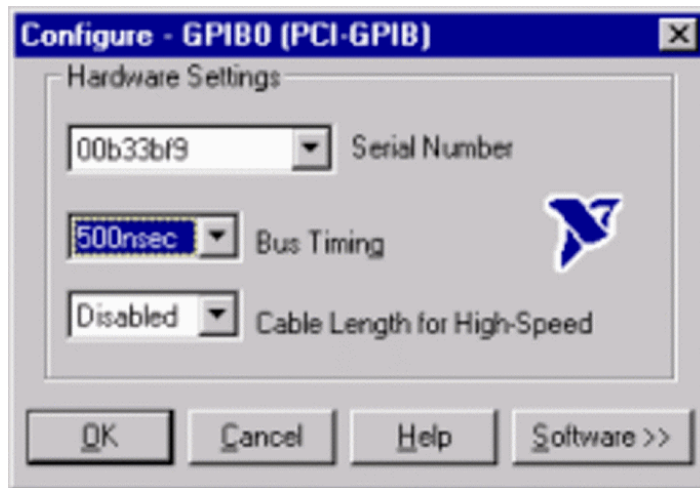 Configure - GPIB0 (PCI-GPIB)
Hardware Settings
00b33bf9 Serial Number
500nsec Bus Timing
Disabled Cable Length for High-Speed
OK Cancel Help Software >>